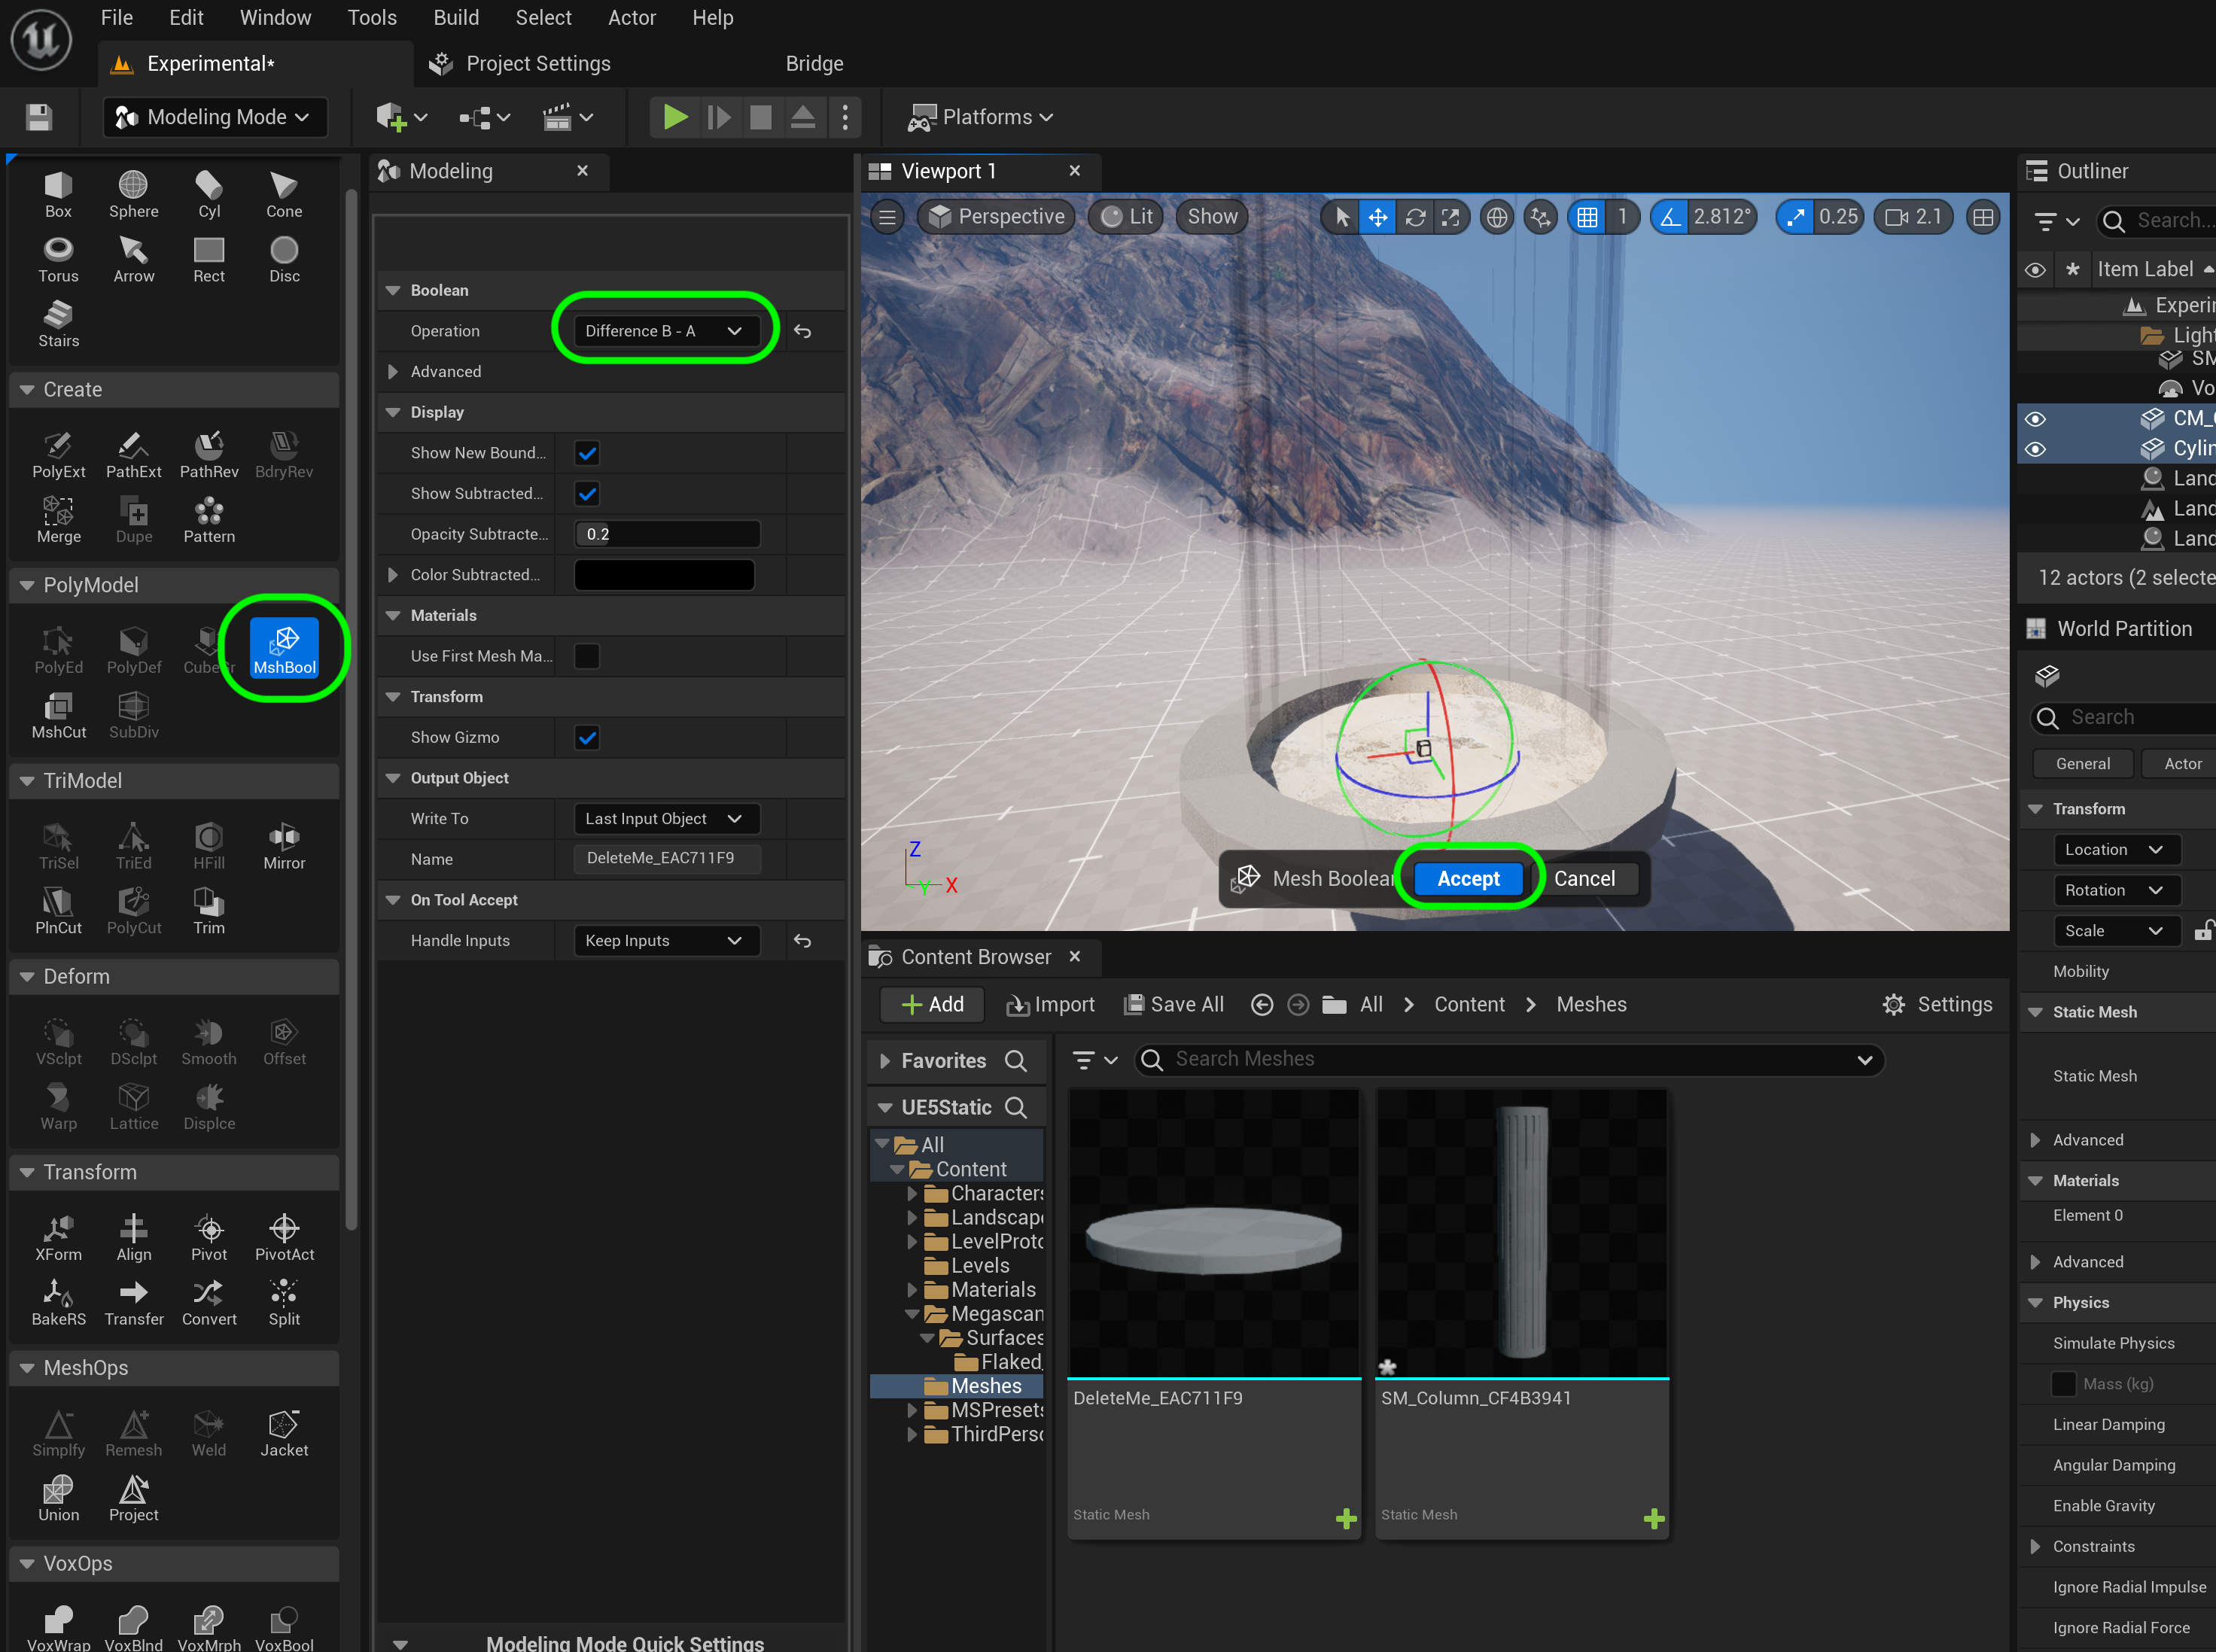 File Edit Window Tools Build Select Actor Help
Experimental* Project Settings Bridge
Modeling Mode Platforms
Box Sphere Cyl Cone
Torus Arrow Rect Disc
Stairs
Create
PolyExt PathExt PathRev BdryRev
Merge Dupe Pattern
PolyModel
PolyEd PolyDef MshBool
MshCut SubDiv
TriModel
TriSel TriEd HFill Mirror
PlnCut PolyCut Trim
Deform
VSclpt DSclpt Smooth Offset
Warp Lattice Displce
Transform
XForm Align Pivot PivotAct
BakeRS Transfer Convert Split
MeshOps
Simplfy Remesh Weld Jacket
Union Project
VoxOps
VoxWrap VoxBlnd VoxMrph VoxBool
Modeling
Boolean
Operation Difference B - A
Advanced
Display
Show New Bound...
Show Subtracted...
Opacity Subtracte... 0.2
Color Subtracted...
Materials
Use First Mesh Ma...
Transform
Show Gizmo
Output Object
Write To Last Input Object
Name DeleteMe_EAC711F9
On Tool Accept
Handle Inputs Keep Inputs
Modeling Mode Quick Settings
Viewport 1
Perspective Lit Show 1 2.812° 0.25 2.1
Z
Y X
Mesh Boolean Accept Cancel
Content Browser
Add Import Save All All Content Meshes Settings
Favorites Search Meshes
UE5Static
All
Content
Characters
Landscape
LevelProto
Levels
Materials
Megascan
Surfaces
Flaked_
Meshes
MSPresets
ThirdPerso
DeleteMe_EAC711F9
Static Mesh
SM_Column_CF4B3941
Static Mesh
Outliner
Search...
Item Label
Experi
Light
SM
Vo
CM_
Cylin
Land
Land
Land
12 actors (2 selecte
World Partition
Search
General Actor
Transform
Location
Rotation
Scale
Mobility
Static Mesh
Static Mesh
Advanced
Materials
Element 0
Advanced
Physics
Simulate Physics
Mass (kg)
Linear Damping
Angular Damping
Enable Gravity
Constraints
Ignore Radial Impulse
Ignore Radial Force